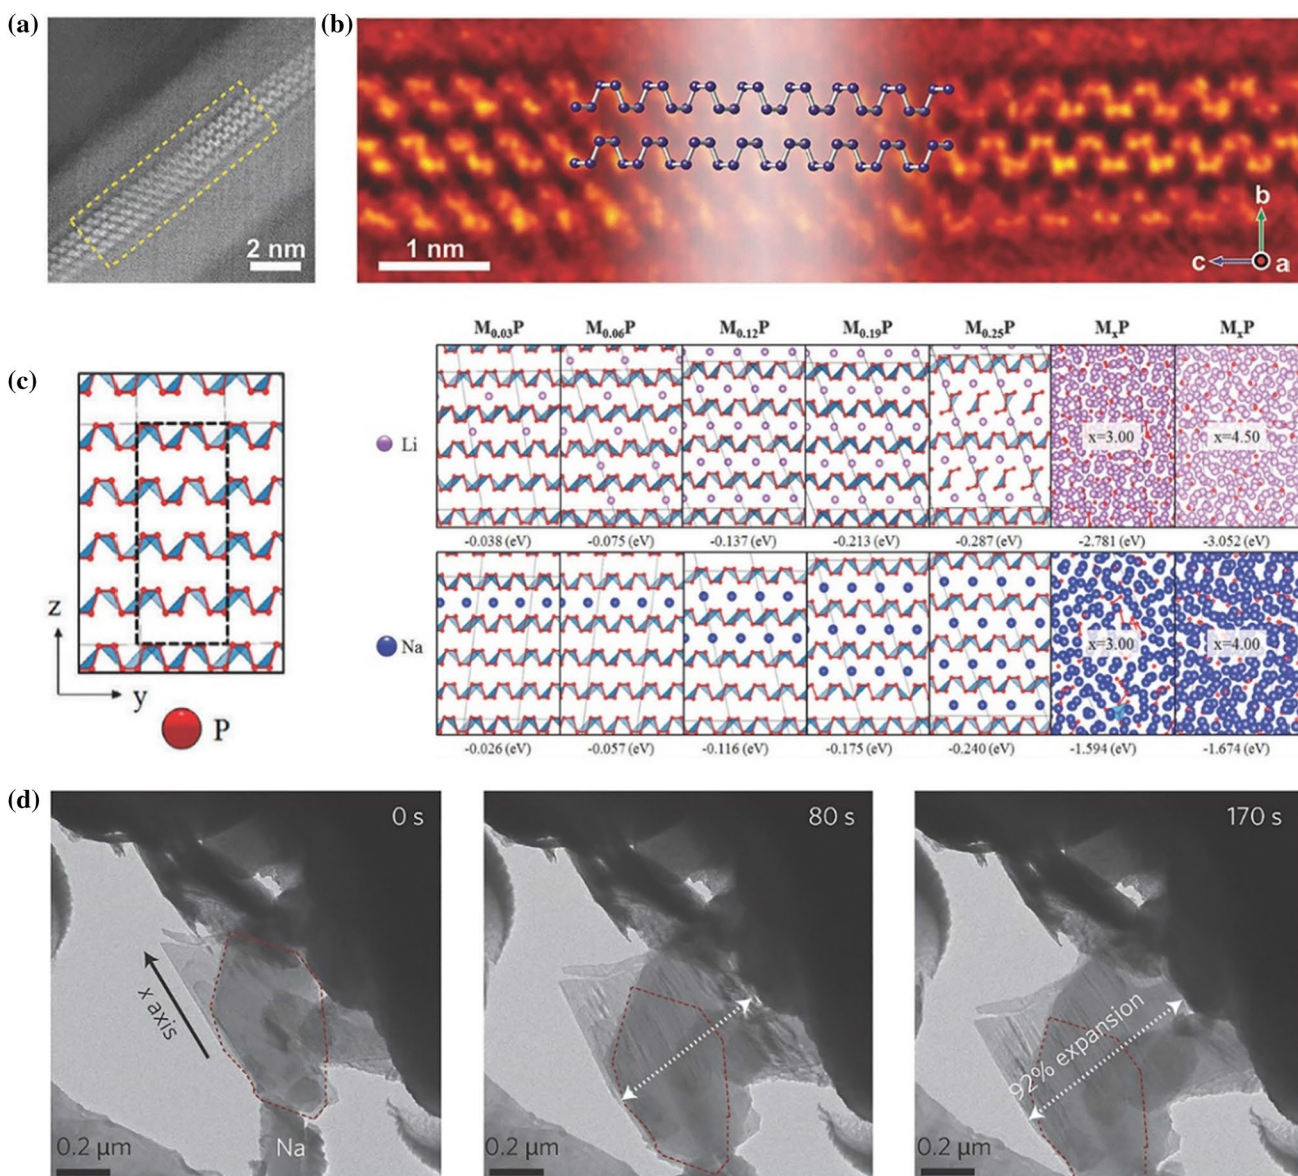 (a)
2 nm
(b)
1 nm
b
c
a
(c)
z
y
P
M0.03P M0.06P M0.12P M0.19P M0.25P MxP MxP
Li
x=3.00 x=4.50
-0.038 (eV) -0.075 (eV) -0.137 (eV) -0.213 (eV) -0.287 (eV) -2.781 (eV) -3.052 (eV)
Na
x=3.00 x=4.00
-0.026 (eV) -0.057 (eV) -0.116 (eV) -0.175 (eV) -0.240 (eV) -1.594 (eV) -1.674 (eV)
(d)
0 s
x axis
Na
0.2 μm
80 s
0.2 μm
170 s
92% expansion
0.2 μm